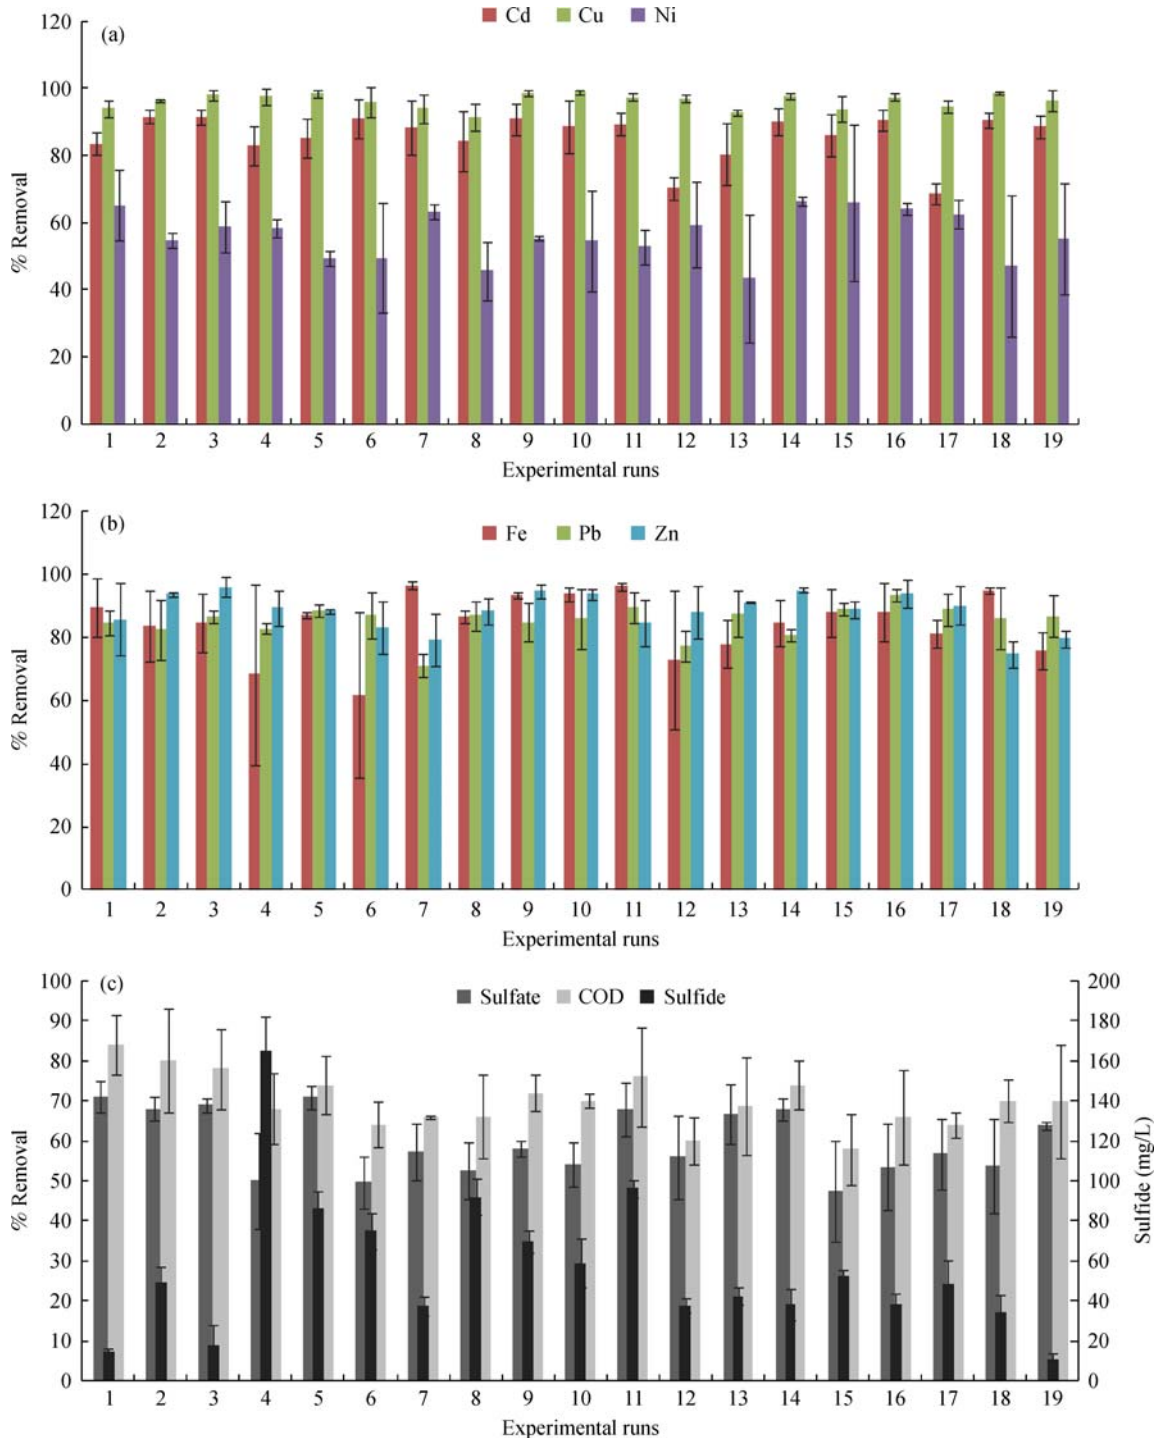 (a)
Cd Cu Ni
120
100
80
60
40
20
0
% Removal
1 2 3 4 5 6 7 8 9 10 11 12 13 14 15 16 17 18 19
Experimental runs
(b)
Fe Pb Zn
120
100
80
60
40
20
0
% Removal
1 2 3 4 5 6 7 8 9 10 11 12 13 14 15 16 17 18 19
Experimental runs
(c)
Sulfate COD Sulfide
100
90
80
70
60
50
40
30
20
10
0
% Removal
200
180
160
140
120
100
80
60
40
20
0
Sulfide (mg/L)
1 2 3 4 5 6 7 8 9 10 11 12 13 14 15 16 17 18 19
Experimental runs